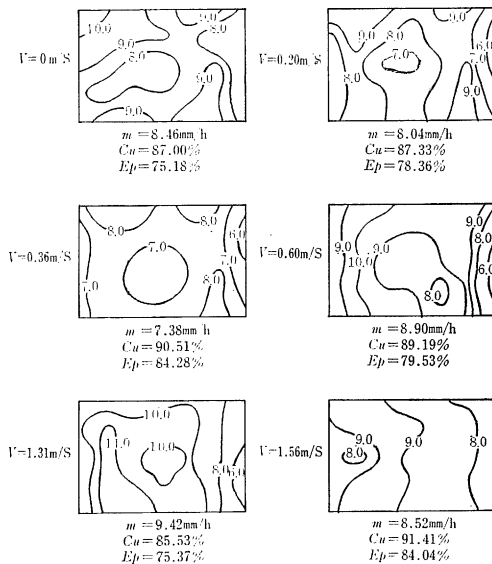 10.0
9.0
8.0
9.0
8.0
9.0
9.0
V=0 m/S
m =8.46mm/h
Cu=87.00%
Ep=75.18%
9.0
9.0
8.0
6.0
7.0
7.0
8.0
9.0
V=0.20m/S
m =8.04mm/h
Cu=87.33%
Ep=78.36%
8.0
8.0
6.0
7.0
7.0
8.0
7.0
V=0.36m/S
m =7.38mm/h
Cu=90.51%
Ep=84.28%
9.0
9.0
10.0
9.0
8.0
6.0
8.0
V=0.60m/S
m =8.90mm/h
Cu=89.19%
Ep=79.53%
10.0
11.0
10.0
8.0
6.0
V=1.31m/S
m =9.42mm/h
Cu=85.53%
Ep=75.37%
9.0
9.0
8.0
8.0
V=1.56m/S
m =8.52mm/h
Cu=91.41%
Ep=84.04%